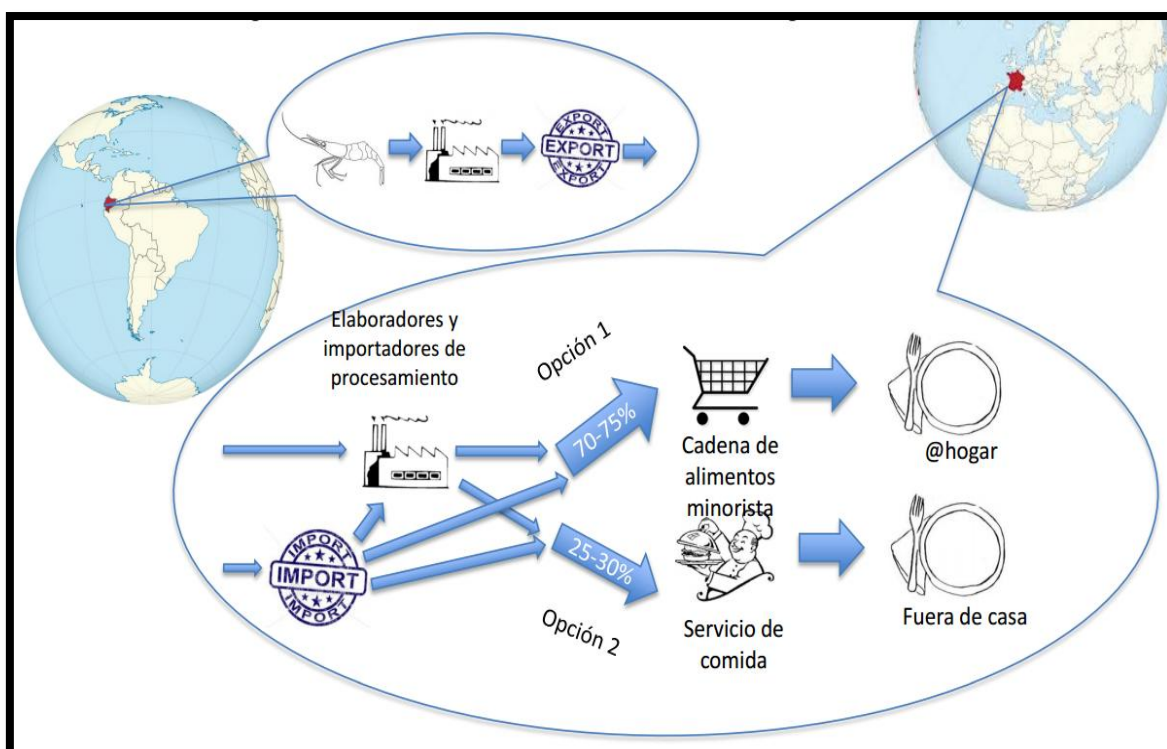 EXPORT
EXPORT
EXPORT
Elaboradores y
importadores de
procesamiento
Opción 1
70-75%
Cadena de
alimentos
minorista
@hogar
IMPORT
IMPORT
IMPORT
25-30%
Opción 2
Servicio de
comida
Fuera de casa